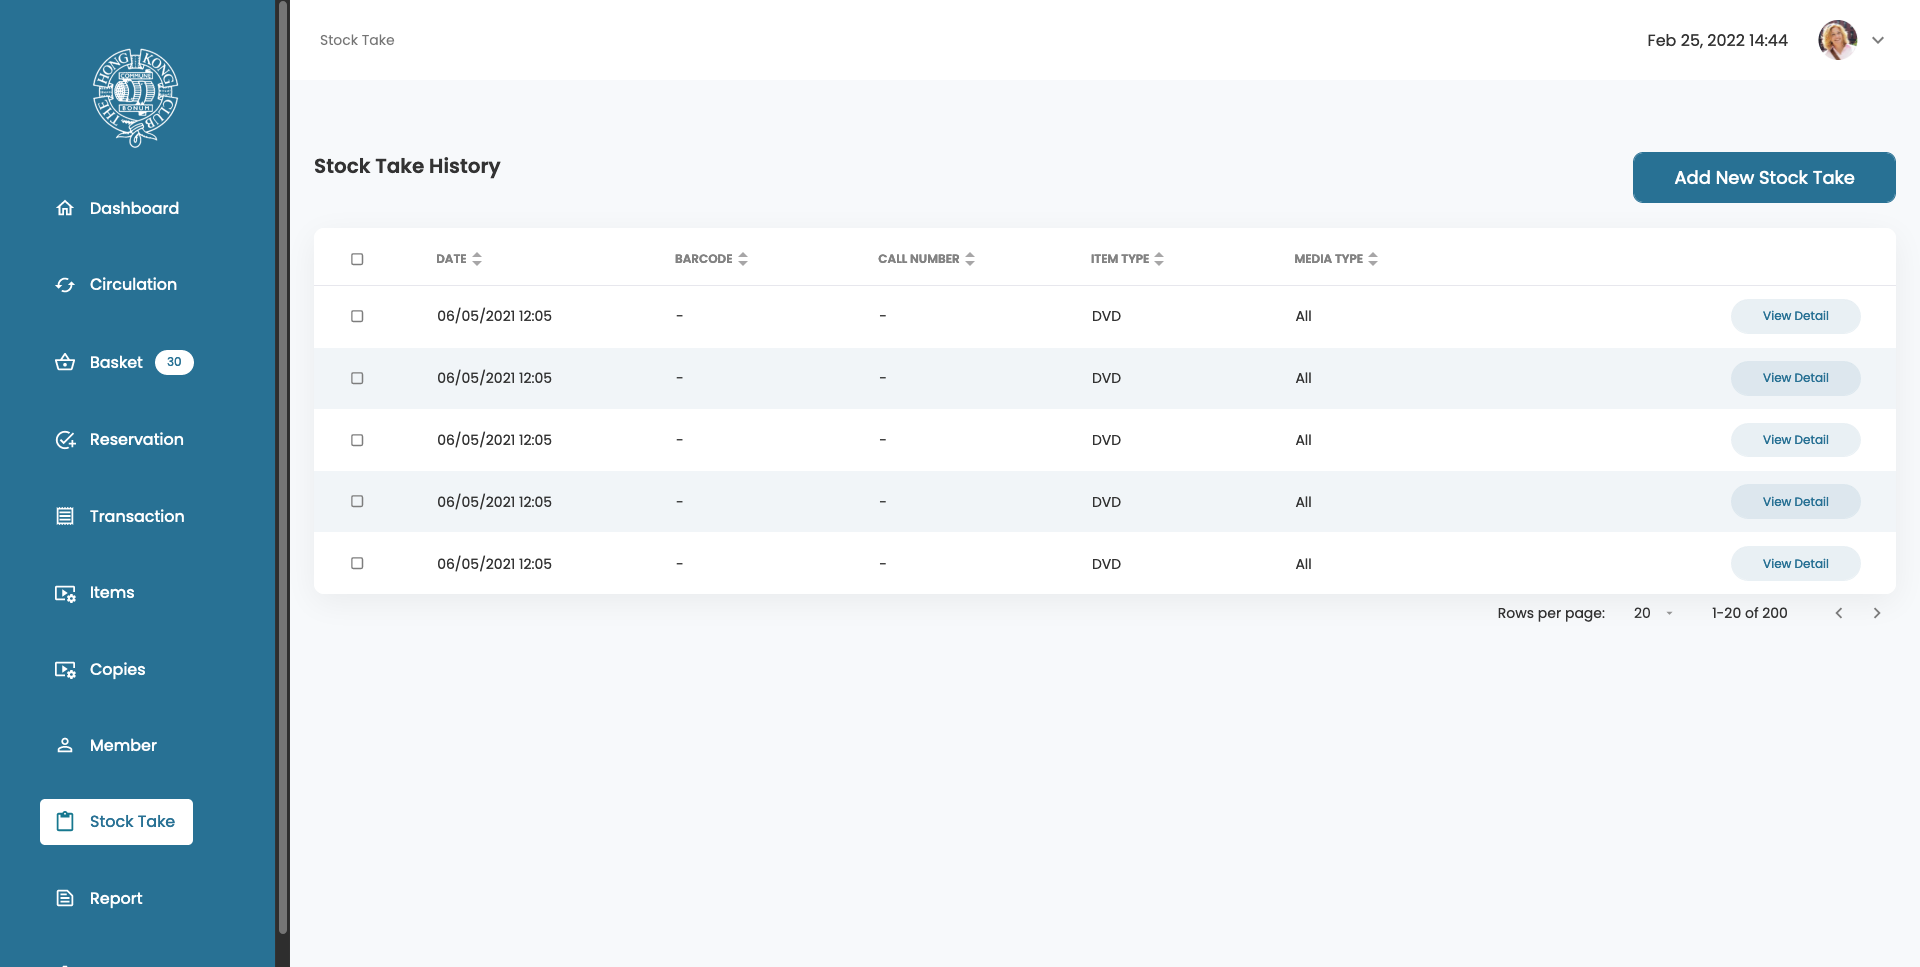 THE HONG KONG CLUB
COMMUNE
BONUM
Dashboard
Circulation
Basket 30
Reservation
Transaction
Items
Copies
Member
Stock Take
Report
Stock Take
Feb 25, 2022 14:44
Stock Take History
Add New Stock Take
DATE BARCODE CALL NUMBER ITEM TYPE MEDIA TYPE
06/05/2021 12:05 - - DVD All View Detail
06/05/2021 12:05 - - DVD All View Detail
06/05/2021 12:05 - - DVD All View Detail
06/05/2021 12:05 - - DVD All View Detail
06/05/2021 12:05 - - DVD All View Detail
Rows per page: 20 1-20 of 200